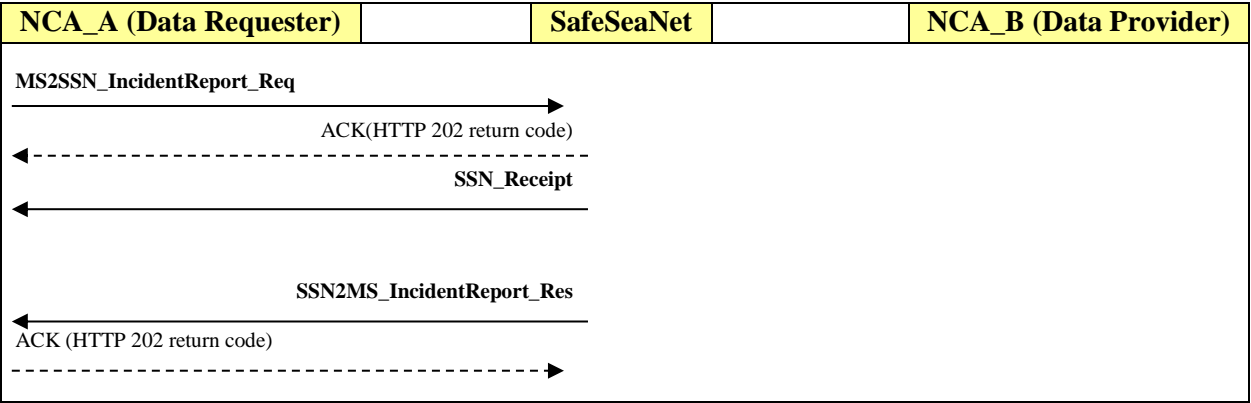 NCA_A (Data Requester) SafeSeaNet NCA_B (Data Provider)
MS2SSN_IncidentReport_Req
ACK(HTTP 202 return code)
SSN_Receipt
SSN2MS_IncidentReport_Res
ACK (HTTP 202 return code)